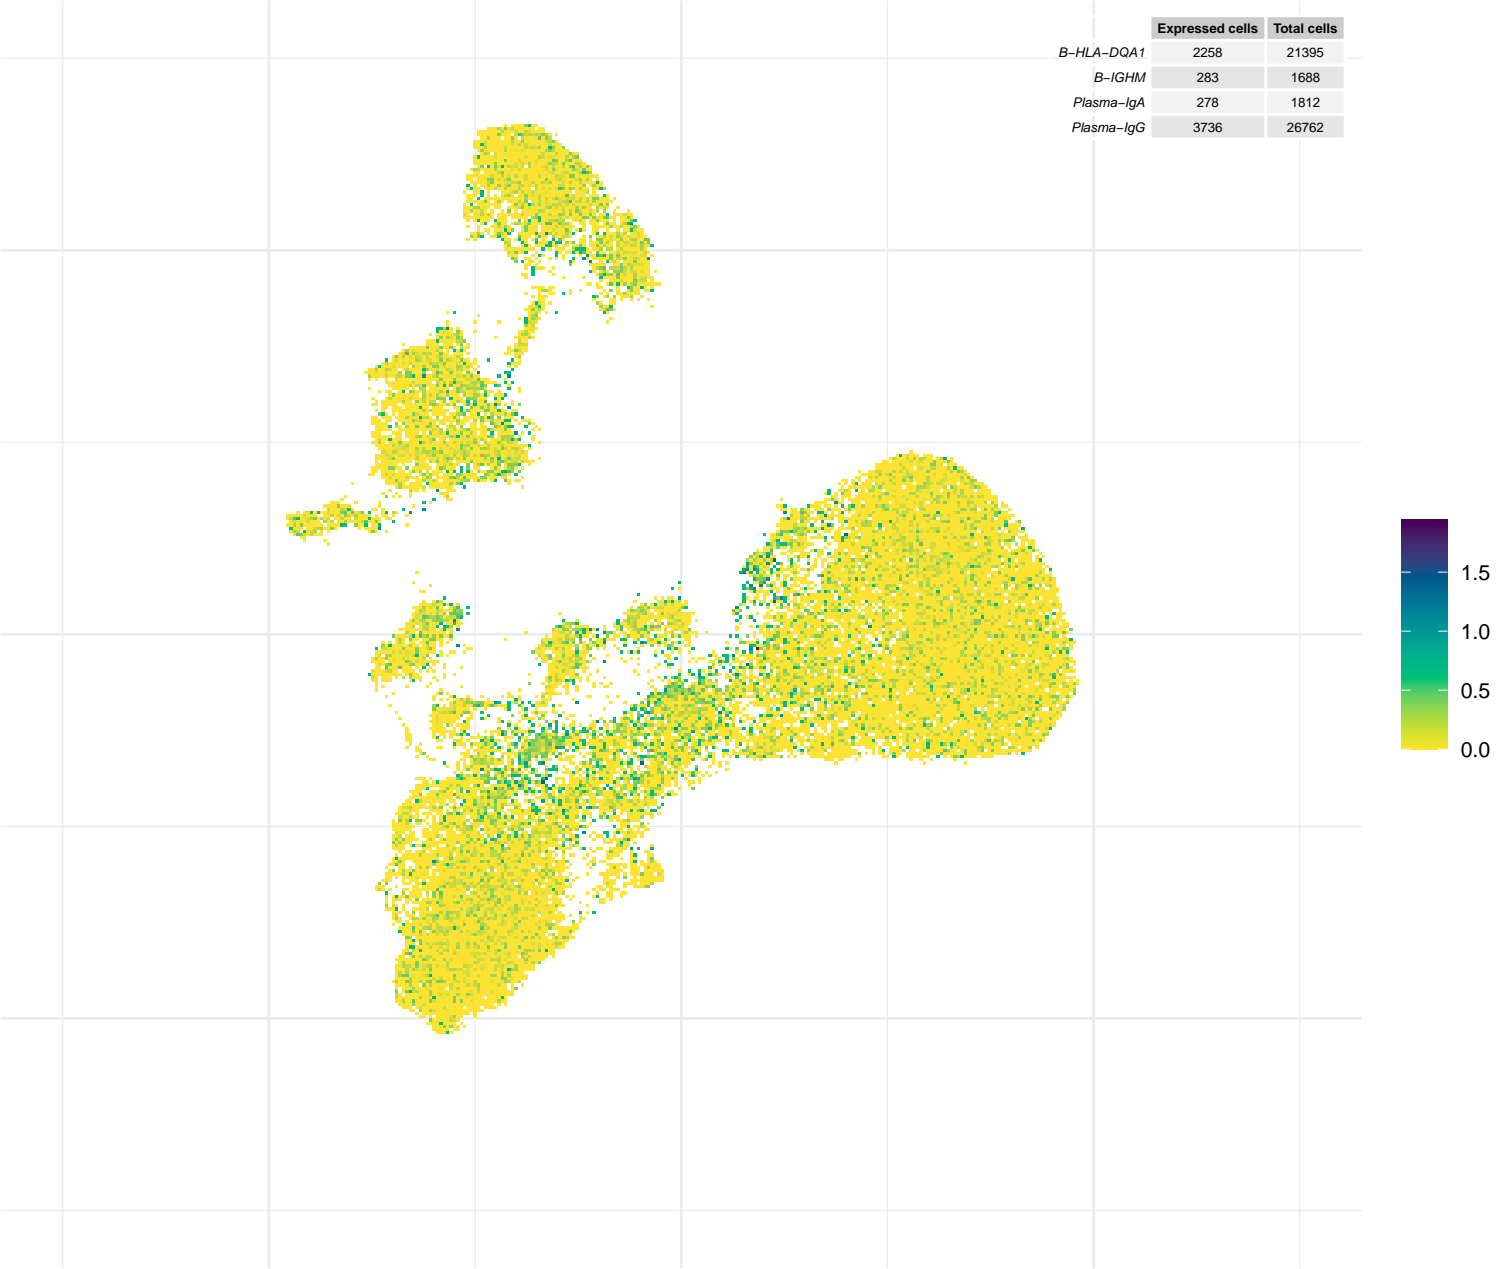 Expressed cells Total cells
B−HLA−DQA1 2258 21395
B−IGHM 283 1688
Plasma−IgA 278 1812
Plasma−IgG 3736 26762
1.5
1.0
0.5
0.0